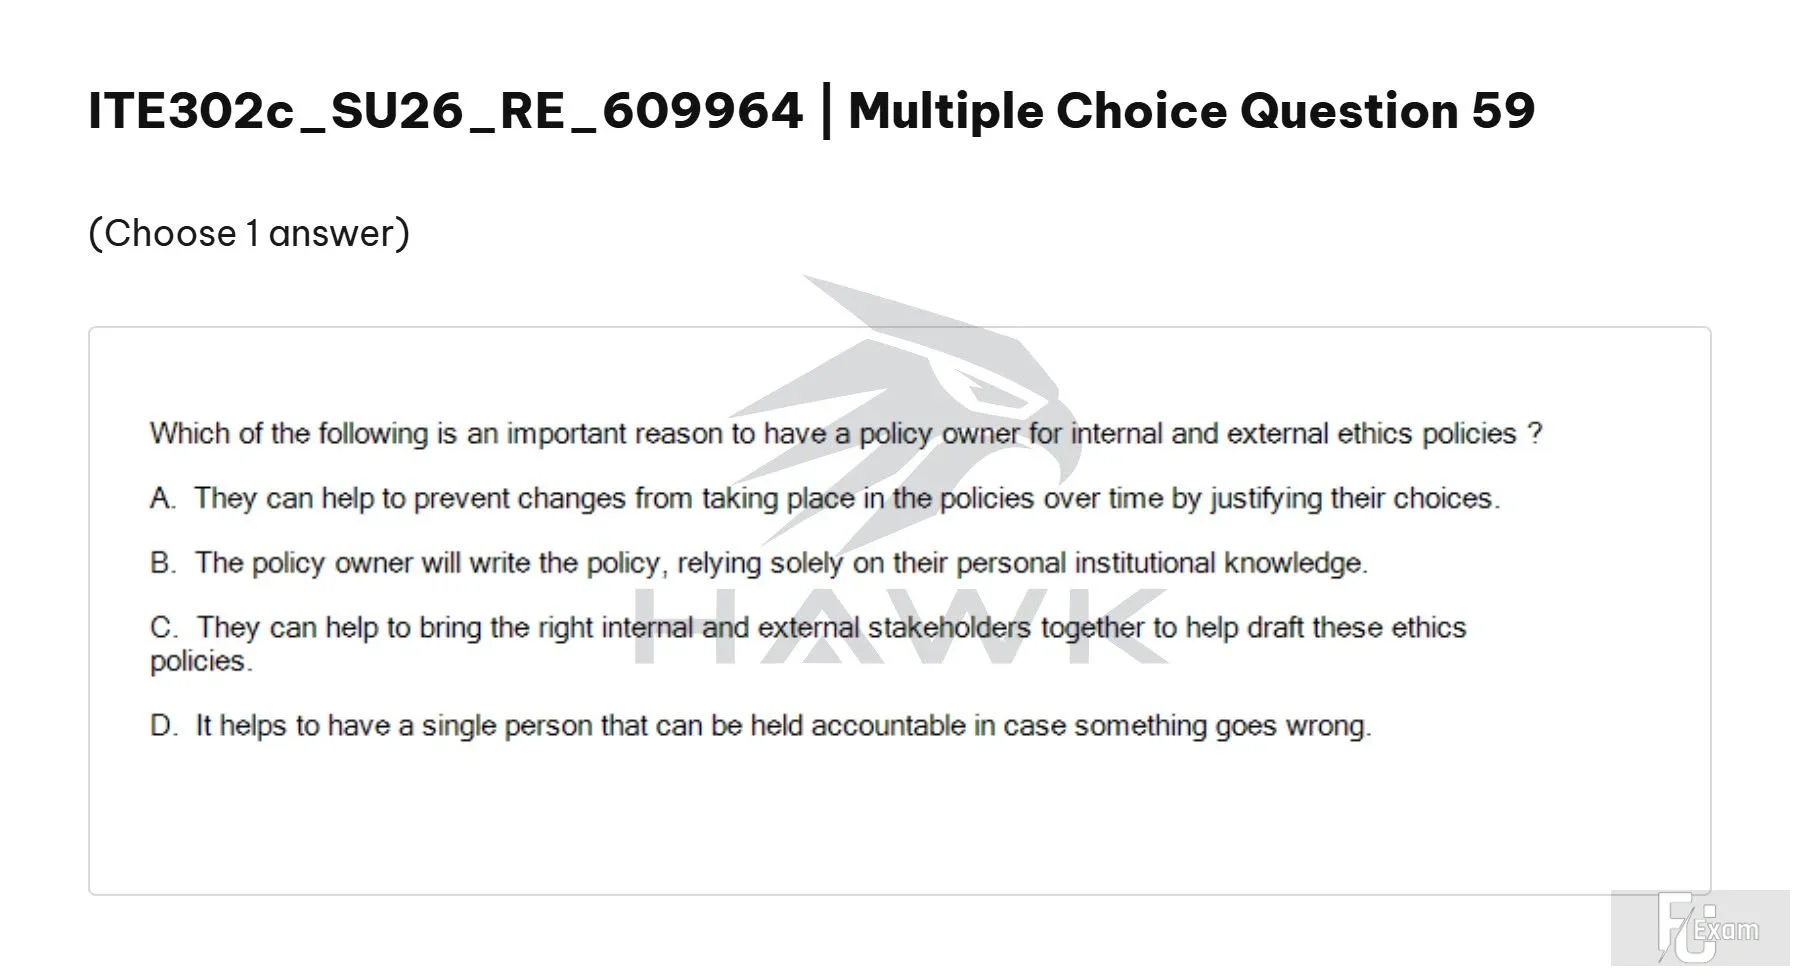 ITE302c_SU26_RE_609964 | Multiple Choice Question 59
(Choose 1 answer)
Which of the following is an important reason to have a policy owner for internal and external ethics policies ?
A. They can help to prevent changes from taking place in the policies over time by justifying their choices.
B. The policy owner will write the policy, relying solely on their personal institutional knowledge.
HAWK
C. They can help to bring the right internal and external stakeholders together to help draft these ethics
policies.
D. It helps to have a single person that can be held accountable in case something goes wrong.
FU Exam